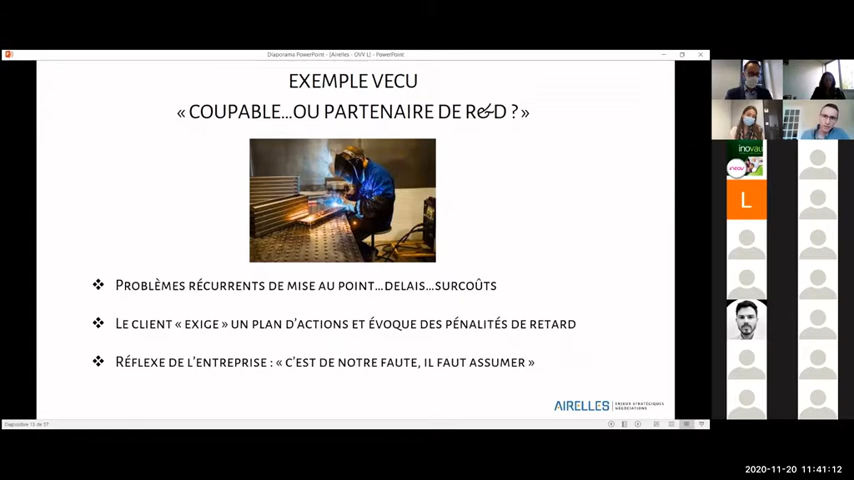 Diaporama PowerPoint - [Airelles - OVV L] - PowerPoint
EXEMPLE VECU
« COUPABLE...OU PARTENAIRE DE R&D ? »
❖ PROBLÈMES RÉCURRENTS DE MISE AU POINT...DELAIS...SURCOÛTS
❖ LE CLIENT « EXIGE » UN PLAN D'ACTIONS ET ÉVOQUE DES PÉNALITÉS DE RETARD
❖ RÉFLEXE DE L'ENTREPRISE : « C'EST DE NOTRE FAUTE, IL FAUT ASSUMER »
AIRELLES | ENJEUX STRATÉGIQUES
NÉGOCIATIONS
Diapositive 13 de 57
inovau
L
2020-11-20 11:41:12